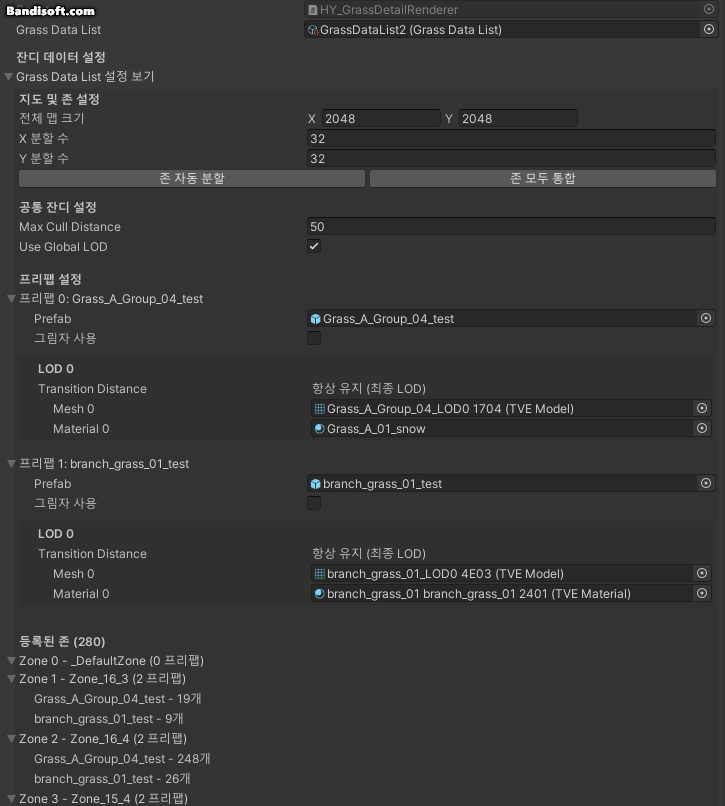 Bandisoft.com
HY_GrassDetailRenderer
Grass Data List GrassDataList2 (Grass Data List)
잔디 데이터 설정
Grass Data List 설정 보기
지도 및 존 설정
전체 맵 크기 X 2048 Y 2048
X 분할 수 32
Y 분할 수 32
존 자동 분할 존 모두 통합
공통 잔디 설정
Max Cull Distance 50
Use Global LOD
프리팹 설정
프리팹 0: Grass_A_Group_04_test
Prefab Grass_A_Group_04_test
그림자 사용
LOD 0
Transition Distance 항상 유지 (최종 LOD)
Mesh 0 Grass_A_Group_04_LOD0 1704 (TVE Model)
Material 0 Grass_A_01_snow
프리팹 1: branch_grass_01_test
Prefab branch_grass_01_test
그림자 사용
LOD 0
Transition Distance 항상 유지 (최종 LOD)
Mesh 0 branch_grass_01_LOD0 4E03 (TVE Model)
Material 0 branch_grass_01 branch_grass_01 2401 (TVE Material)
등록된 존 (280)
Zone 0 - _DefaultZone (0 프리팹)
Zone 1 - Zone_16_3 (2 프리팹)
Grass_A_Group_04_test - 19개
branch_grass_01_test - 9개
Zone 2 - Zone_16_4 (2 프리팹)
Grass_A_Group_04_test - 248개
branch_grass_01_test - 26개
Zone 3 - Zone_15_4 (2 프리팹)